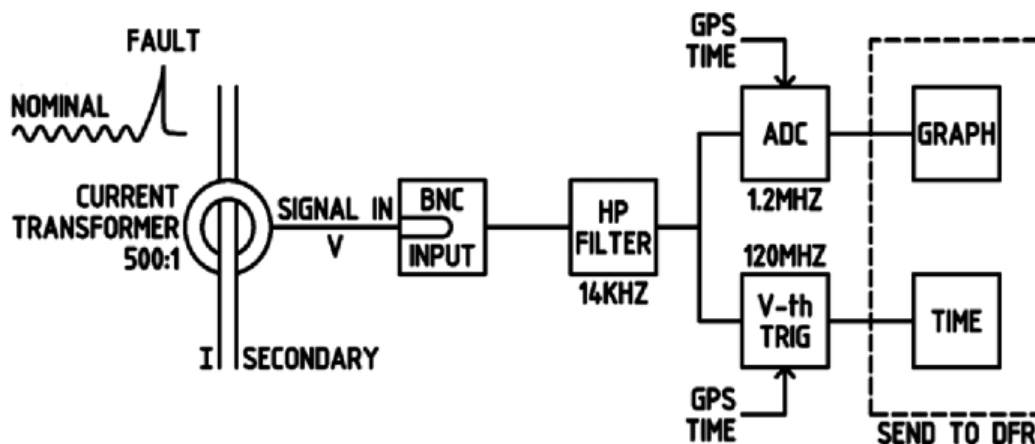 FAULT
NOMINAL
CURRENT
TRANSFORMER
500:1
I SECONDARY
SIGNAL IN
V
BNC
INPUT
HP
FILTER
14KHZ
GPS
TIME
ADC
1.2MHZ
GRAPH
120MHZ
V-th
TRIG
GPS
TIME
TIME
SEND TO DFR